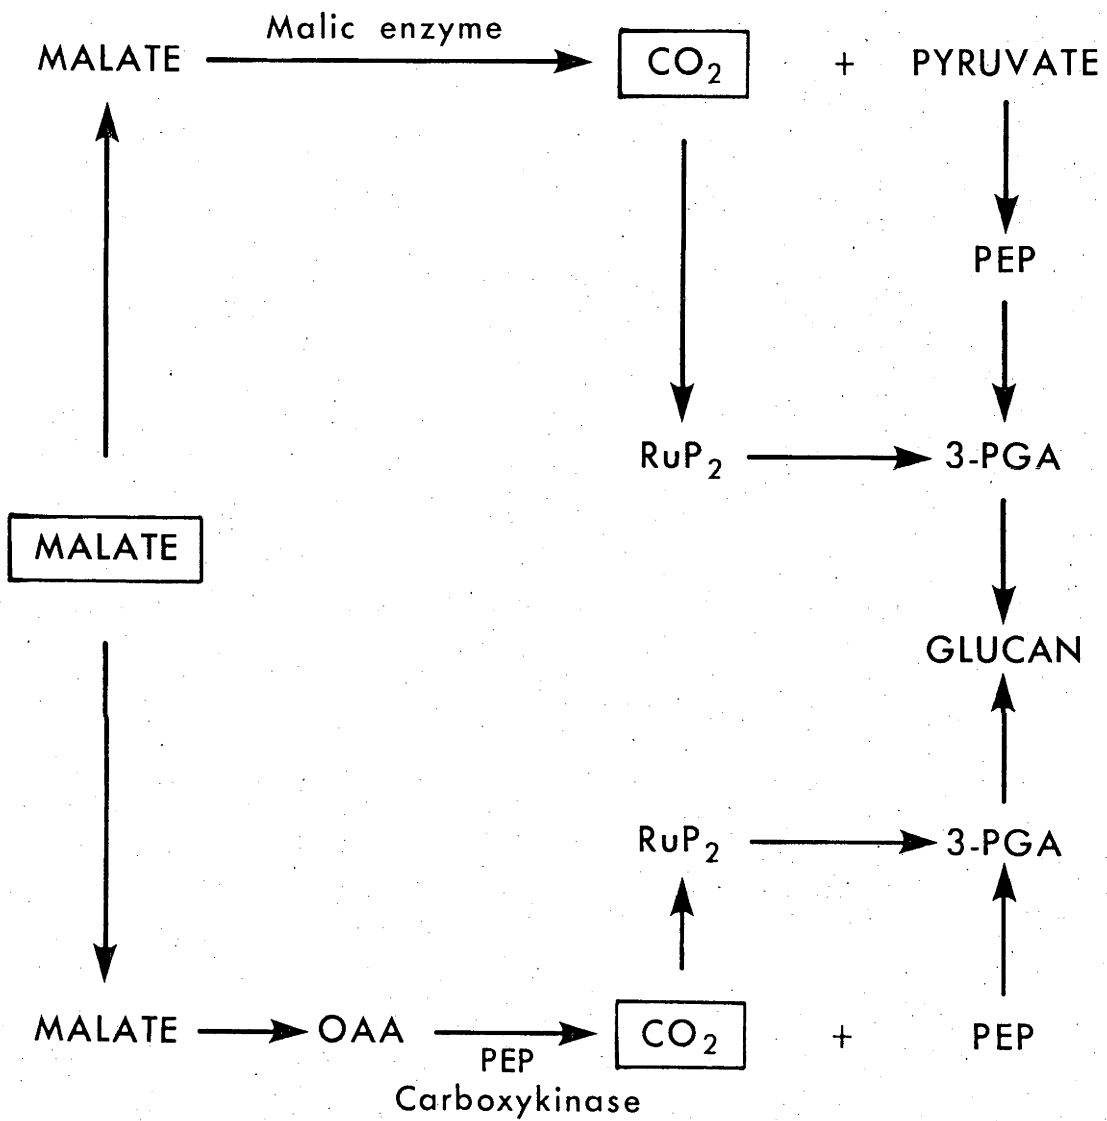 Malic enzyme
MALATE CO₂ + PYRUVATE
PEP
RuP₂ 3-PGA
MALATE
GLUCAN
RuP₂ 3-PGA
MALATE OAA CO₂ + PEP
PEP
Carboxykinase